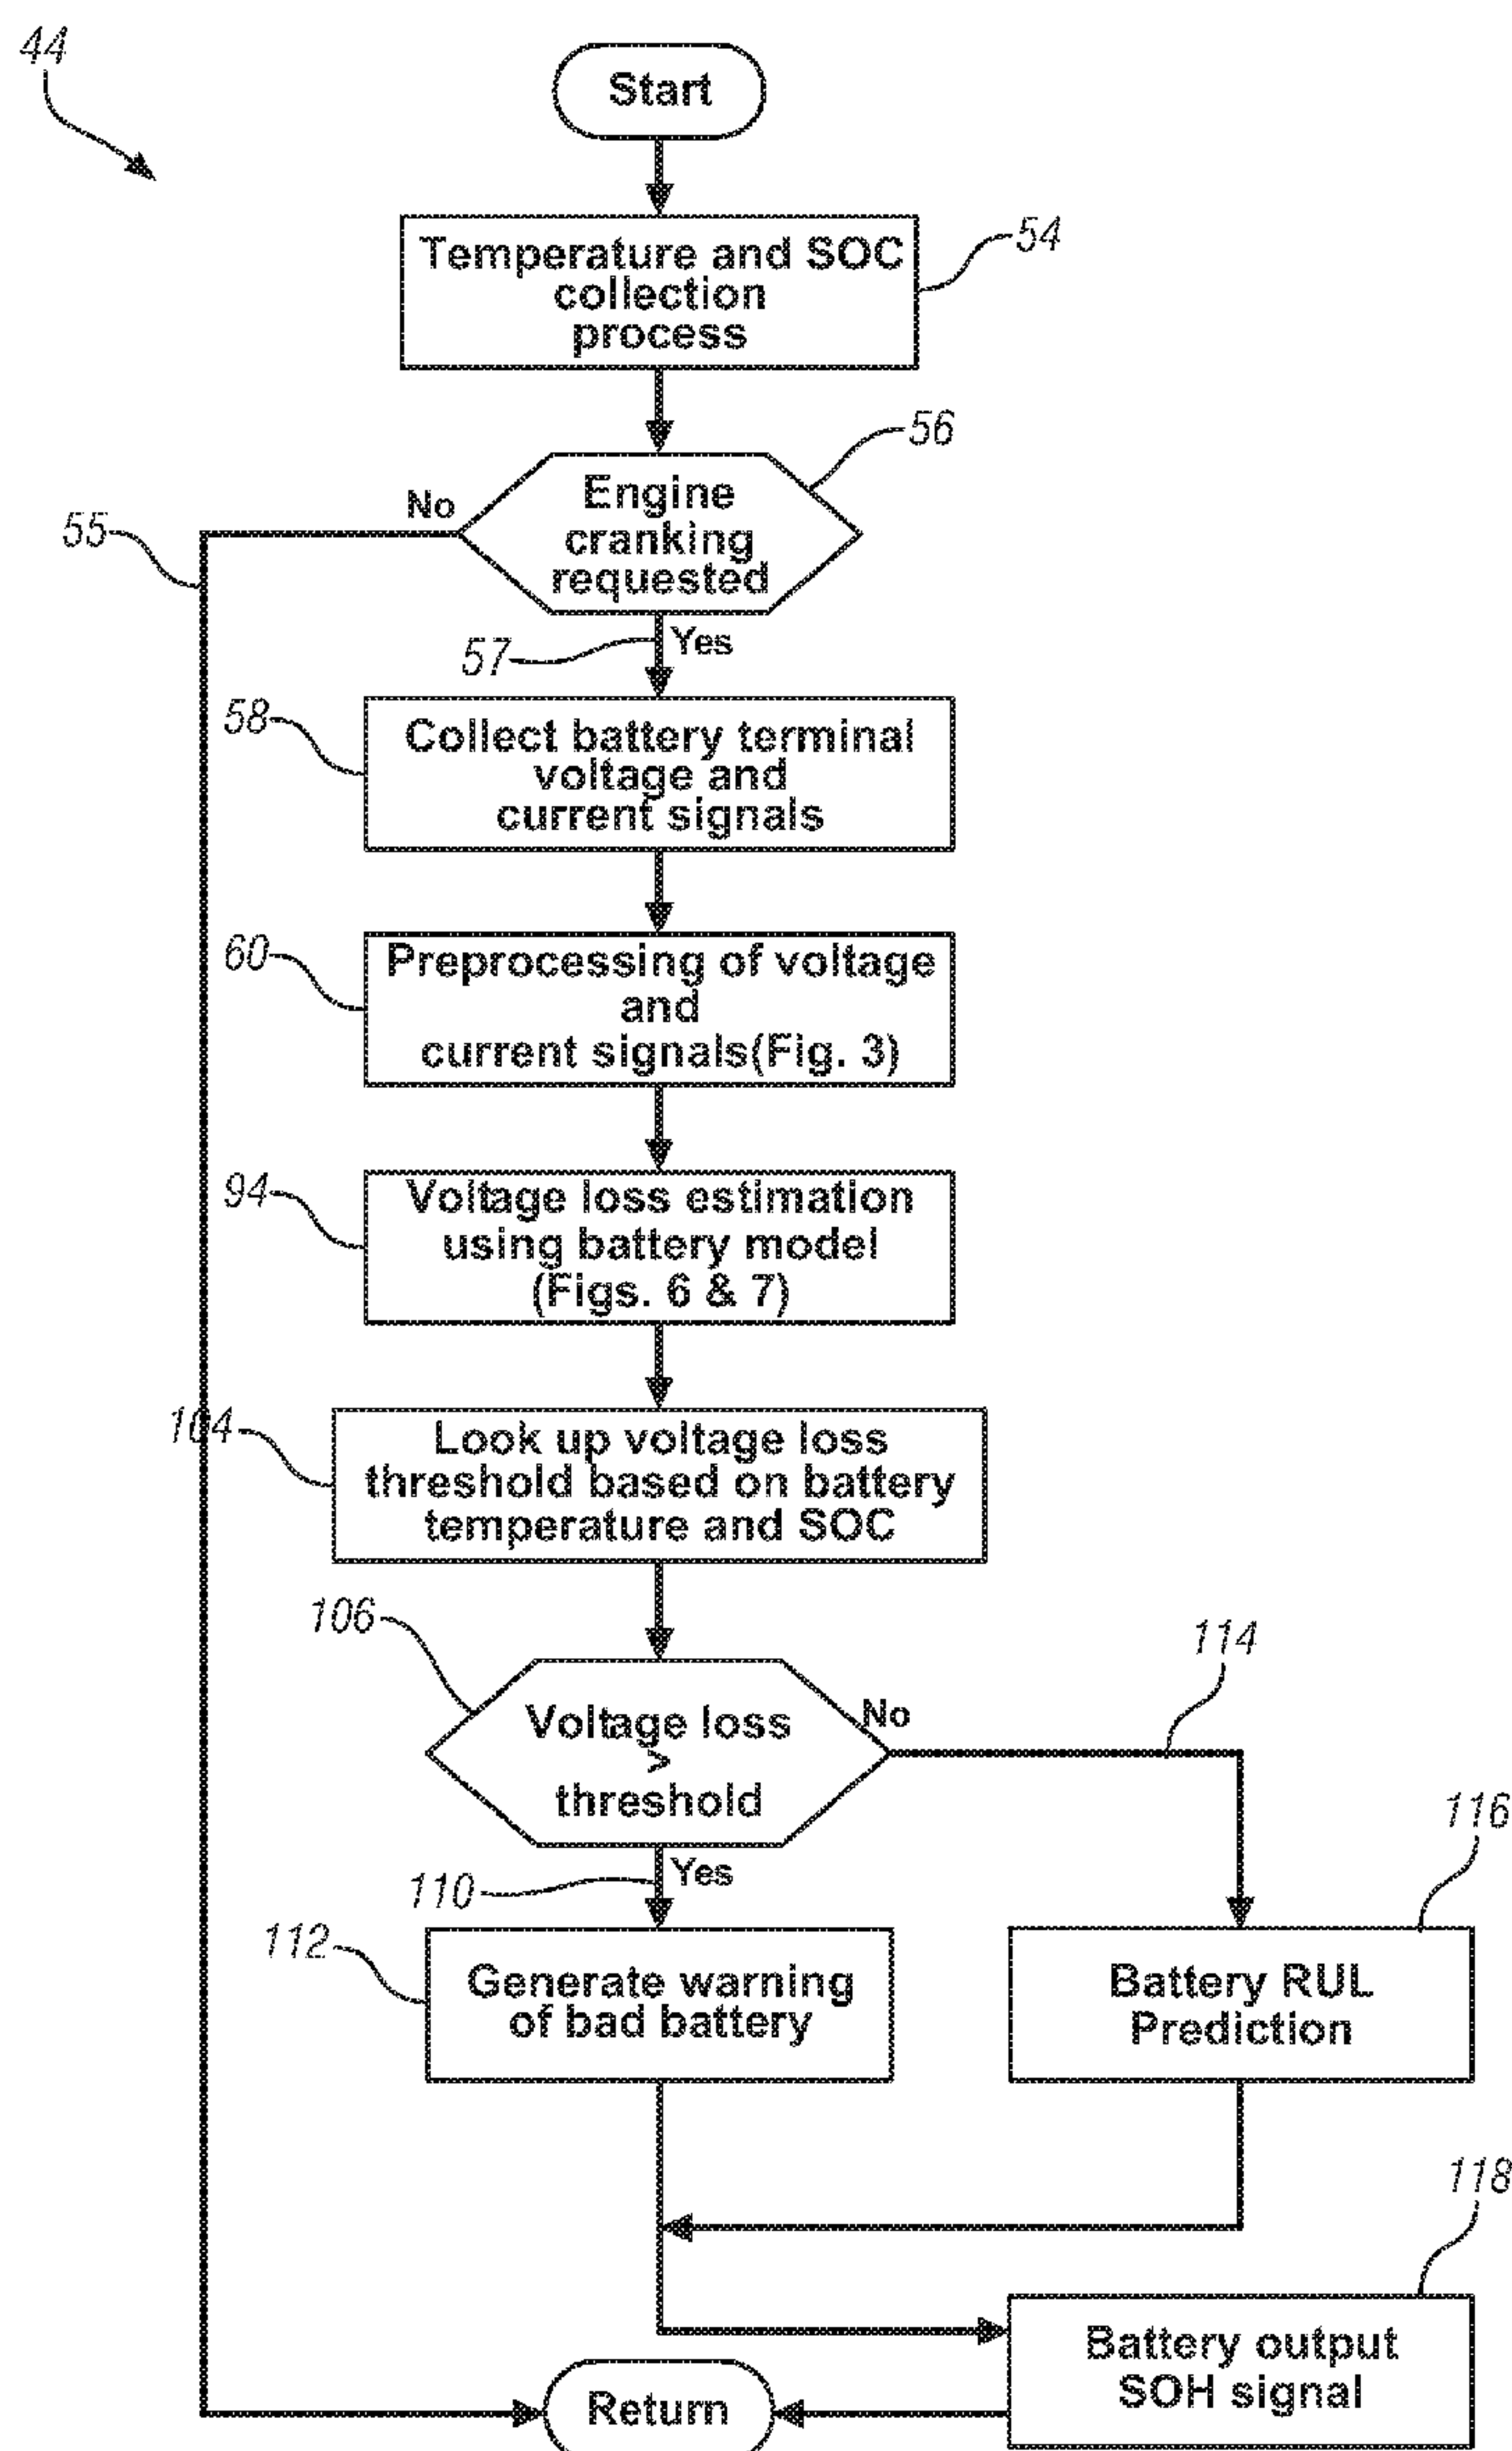 44
Start
Temperature and SOC
collection
process
54
56
No
Engine
cranking
requested
55
57
Yes
58
Collect battery terminal
voltage and
current signals
60
Preprocessing of voltage
and
current signals(Fig. 3)
94
Voltage loss estimation
using battery model
(Figs. 6 & 7)
104
Look up voltage loss
threshold based on battery
temperature and SOC
106
114
Voltage loss
>
threshold
No
116
110
Yes
112
Generate warning
of bad battery
Battery RUL
Prediction
118
Battery output
SOH signal
Return